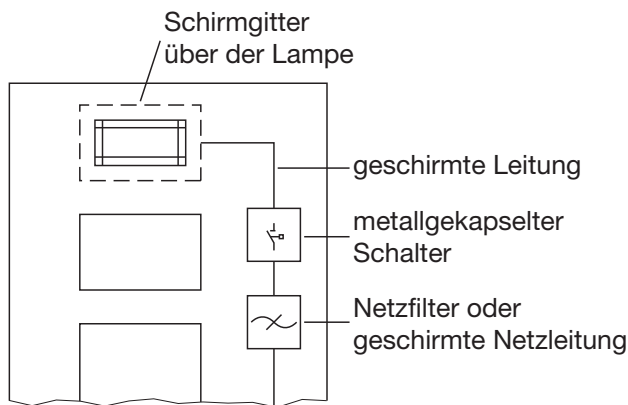 Schirmgitter
über der Lampe
geschirmte Leitung
metallgekapselter
Schalter
Netzfilter oder
geschirmte Netzleitung